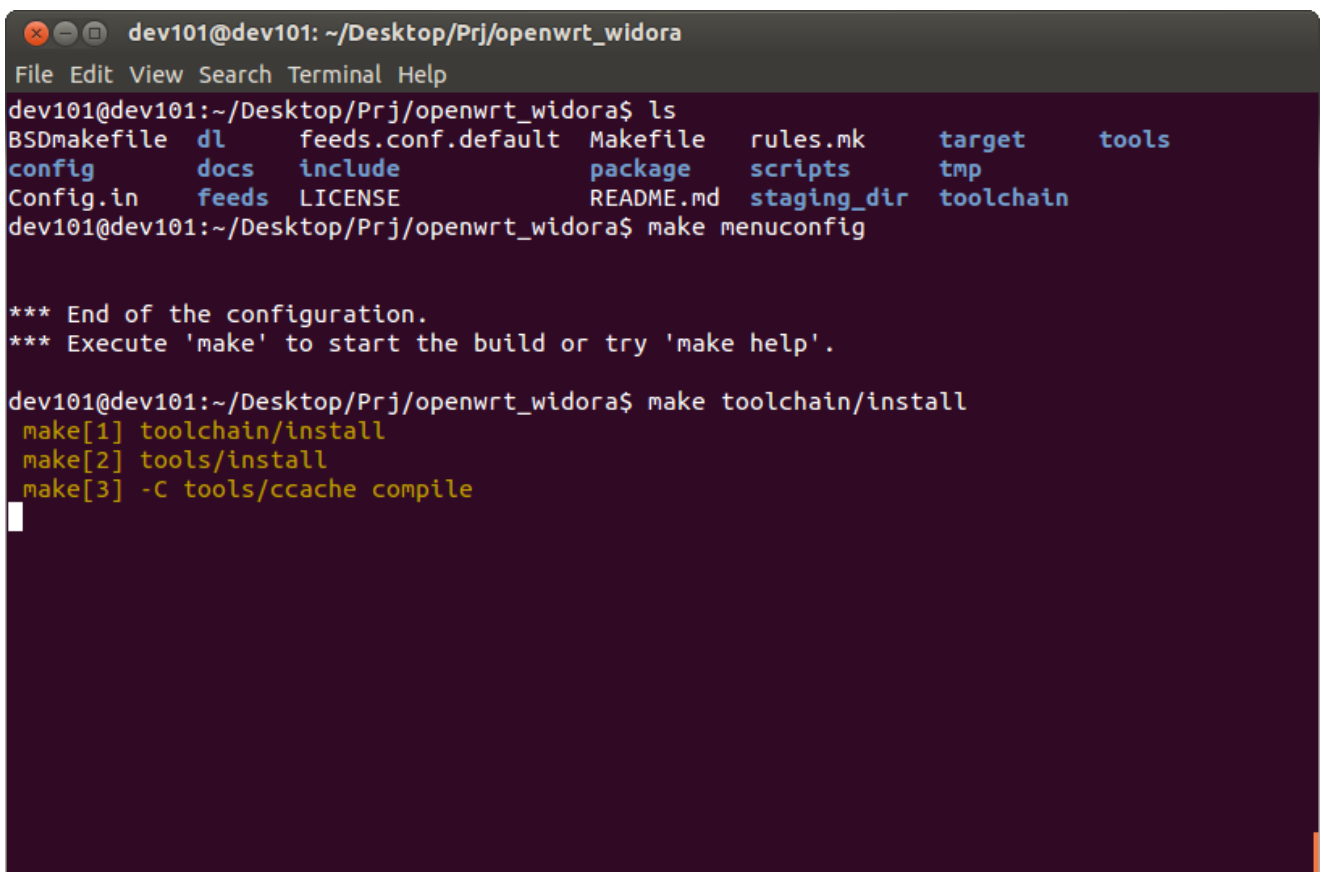 dev101@dev101: ~/Desktop/Prj/openwrt_widora
File Edit View Search Terminal Help
dev101@dev101:~/Desktop/Prj/openwrt_widora$ ls
BSDmakefile dl feeds.conf.default Makefile rules.mk target tools
config docs include package scripts tmp
Config.in feeds LICENSE README.md staging_dir toolchain
dev101@dev101:~/Desktop/Prj/openwrt_widora$ make menuconfig
*** End of the configuration.
*** Execute 'make' to start the build or try 'make help'.
dev101@dev101:~/Desktop/Prj/openwrt_widora$ make toolchain/install
make[1] toolchain/install
make[2] tools/install
make[3] -C tools/ccache compile